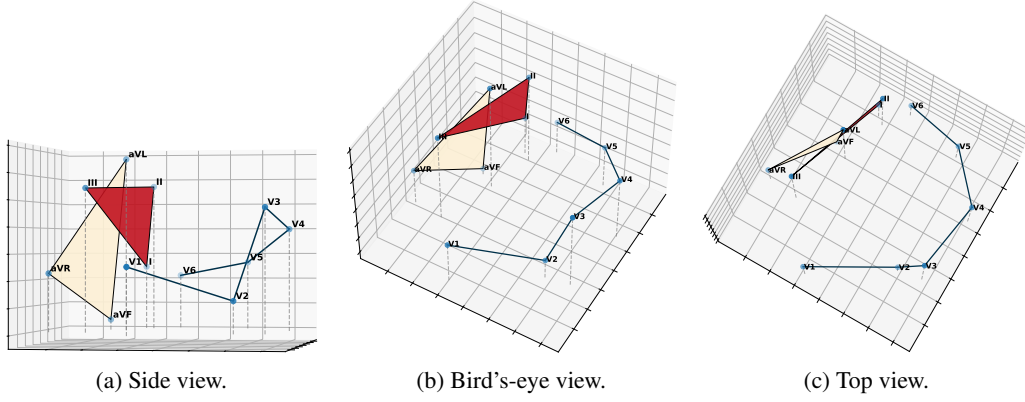 aVL
III
II
V3
V4
aVR
V1
I
V5
V6
V2
aVF
(a) Side view.
II
aVL
I
V6
III
V5
aVR
aVF
V4
V3
V1
V2
(b) Bird's-eye view.
II
I
V6
aVL
aVF
V5
aVR
III
V4
V1
V2
V3
(c) Top view.